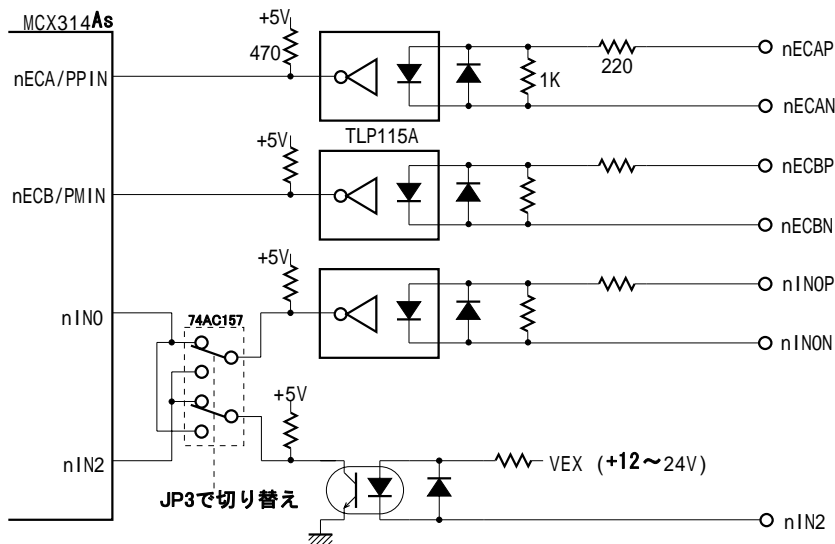 MCX314As
+5V
470
nECA/PPIN
1K
220
nECAP
nECAN
TLP115A
+5V
nECB/PMIN
nECBP
nECBN
+5V
nIN0
74AC157
nIN0P
nIN0N
+5V
nIN2
VEX (+12～24V)
JP3で切り替え
nIN2